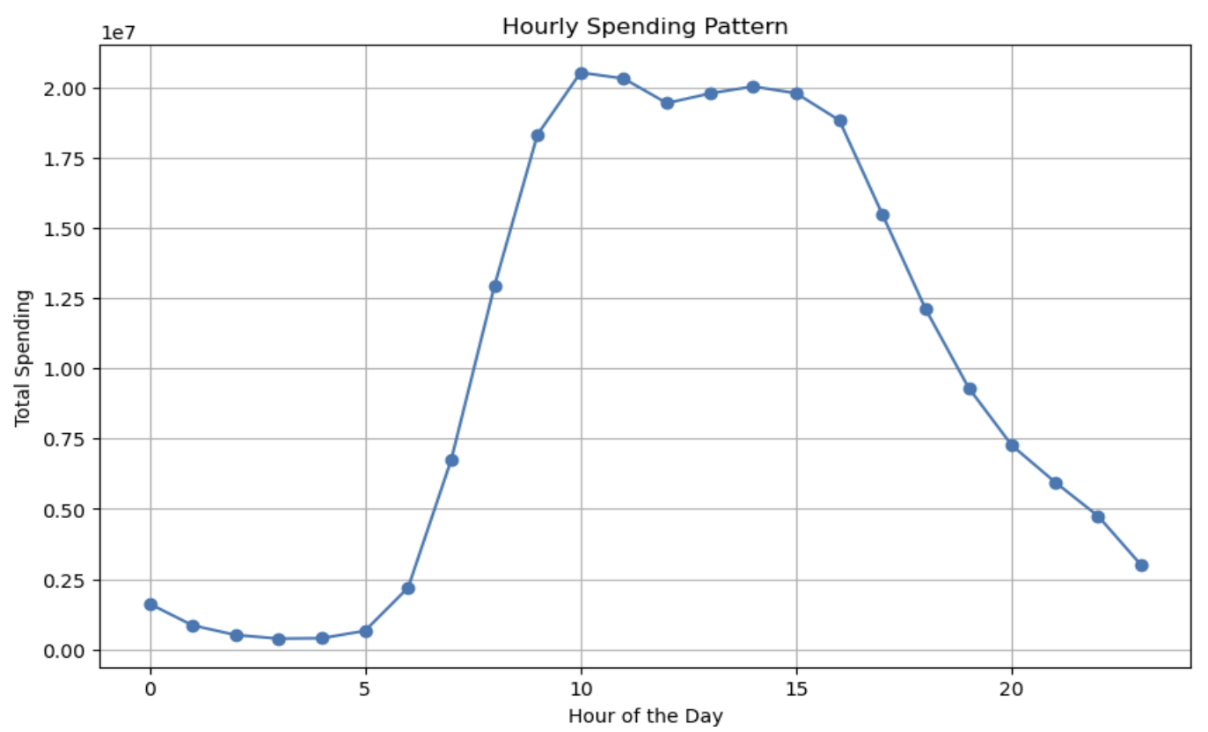 Hourly Spending Pattern
1e7
2.00
1.75
1.50
1.25
1.00
0.75
0.50
0.25
0.00
Total Spending
0 5 10 15 20
Hour of the Day